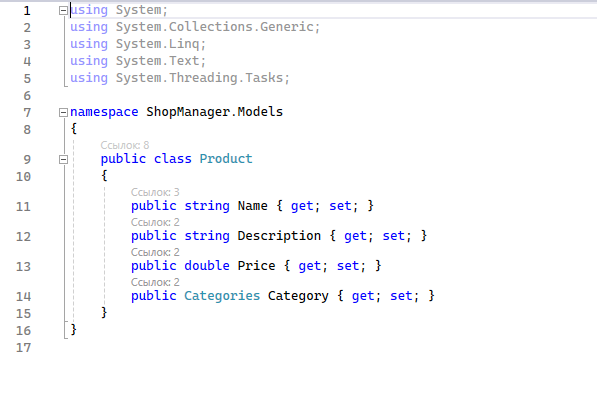 1 using System;
2 using System.Collections.Generic;
3 using System.Linq;
4 using System.Text;
5 using System.Threading.Tasks;
6
7 namespace ShopManager.Models
8 {
Ссылок: 8
9 public class Product
10 {
Ссылок: 3
11 public string Name { get; set; }
Ссылок: 2
12 public string Description { get; set; }
Ссылок: 2
13 public double Price { get; set; }
Ссылок: 2
14 public Categories Category { get; set; }
15 }
16 }
17